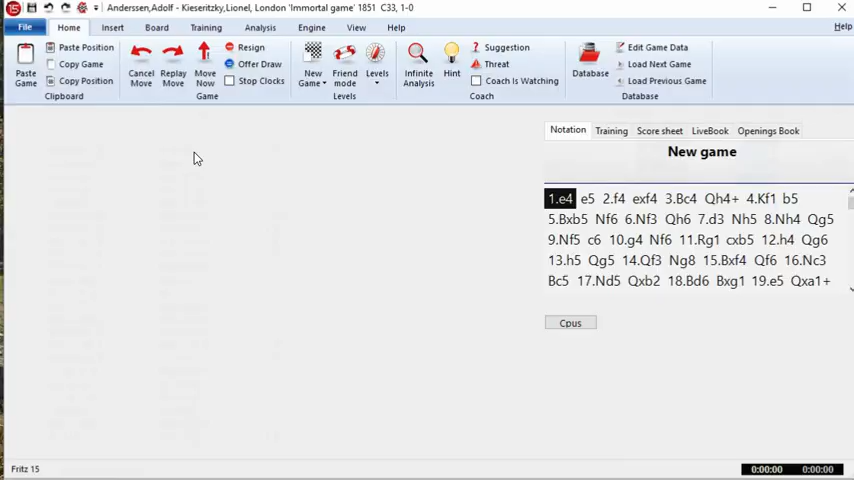 15 Anderssen,Adolf - Kieseritzky,Lionel, London 'Immortal game' 1851 C33, 1-0
File Home Insert Board Training Analysis Engine View Help Help
Paste Game
Paste Position
Copy Game
Copy Position
Clipboard
Cancel Move
Replay Move
Move Now
Resign
Offer Draw
Stop Clocks
Game
New Game
Friend mode
Levels
Levels
Infinite Analysis
Hint
Suggestion
Threat
Coach Is Watching
Coach
Database
Edit Game Data
Load Next Game
Load Previous Game
Database
Notation Training Score sheet LiveBook Openings Book
New game
1.e4 e5 2.f4 exf4 3.Bc4 Qh4+ 4.Kf1 b5
5.Bxb5 Nf6 6.Nf3 Qh6 7.d3 Nh5 8.Nh4 Qg5
9.Nf5 c6 10.g4 Nf6 11.Rg1 cxb5 12.h4 Qg6
13.h5 Qg5 14.Qf3 Ng8 15.Bxf4 Qf6 16.Nc3
Bc5 17.Nd5 Qxb2 18.Bd6 Bxg1 19.e5 Qxa1+
Cpus
Fritz 15 0:00:00 0:00:00